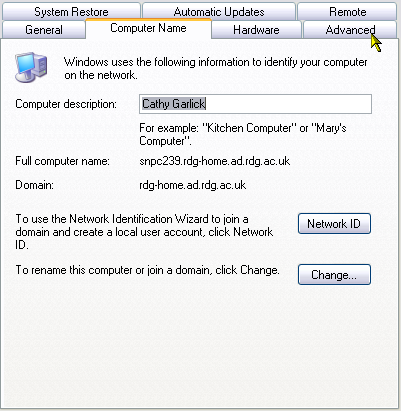 System Restore Automatic Updates Remote
General Computer Name Hardware Advanced
Windows uses the following information to identify your computer
on the network.
Computer description: Cathy Garlick
For example: "Kitchen Computer" or "Mary's
Computer".
Full computer name: snpc239.rdg-home.ad.rdg.ac.uk
Domain: rdg-home.ad.rdg.ac.uk
To use the Network Identification Wizard to join a
domain and create a local user account, click Network
ID.
Network ID
To rename this computer or join a domain, click Change.
Change...